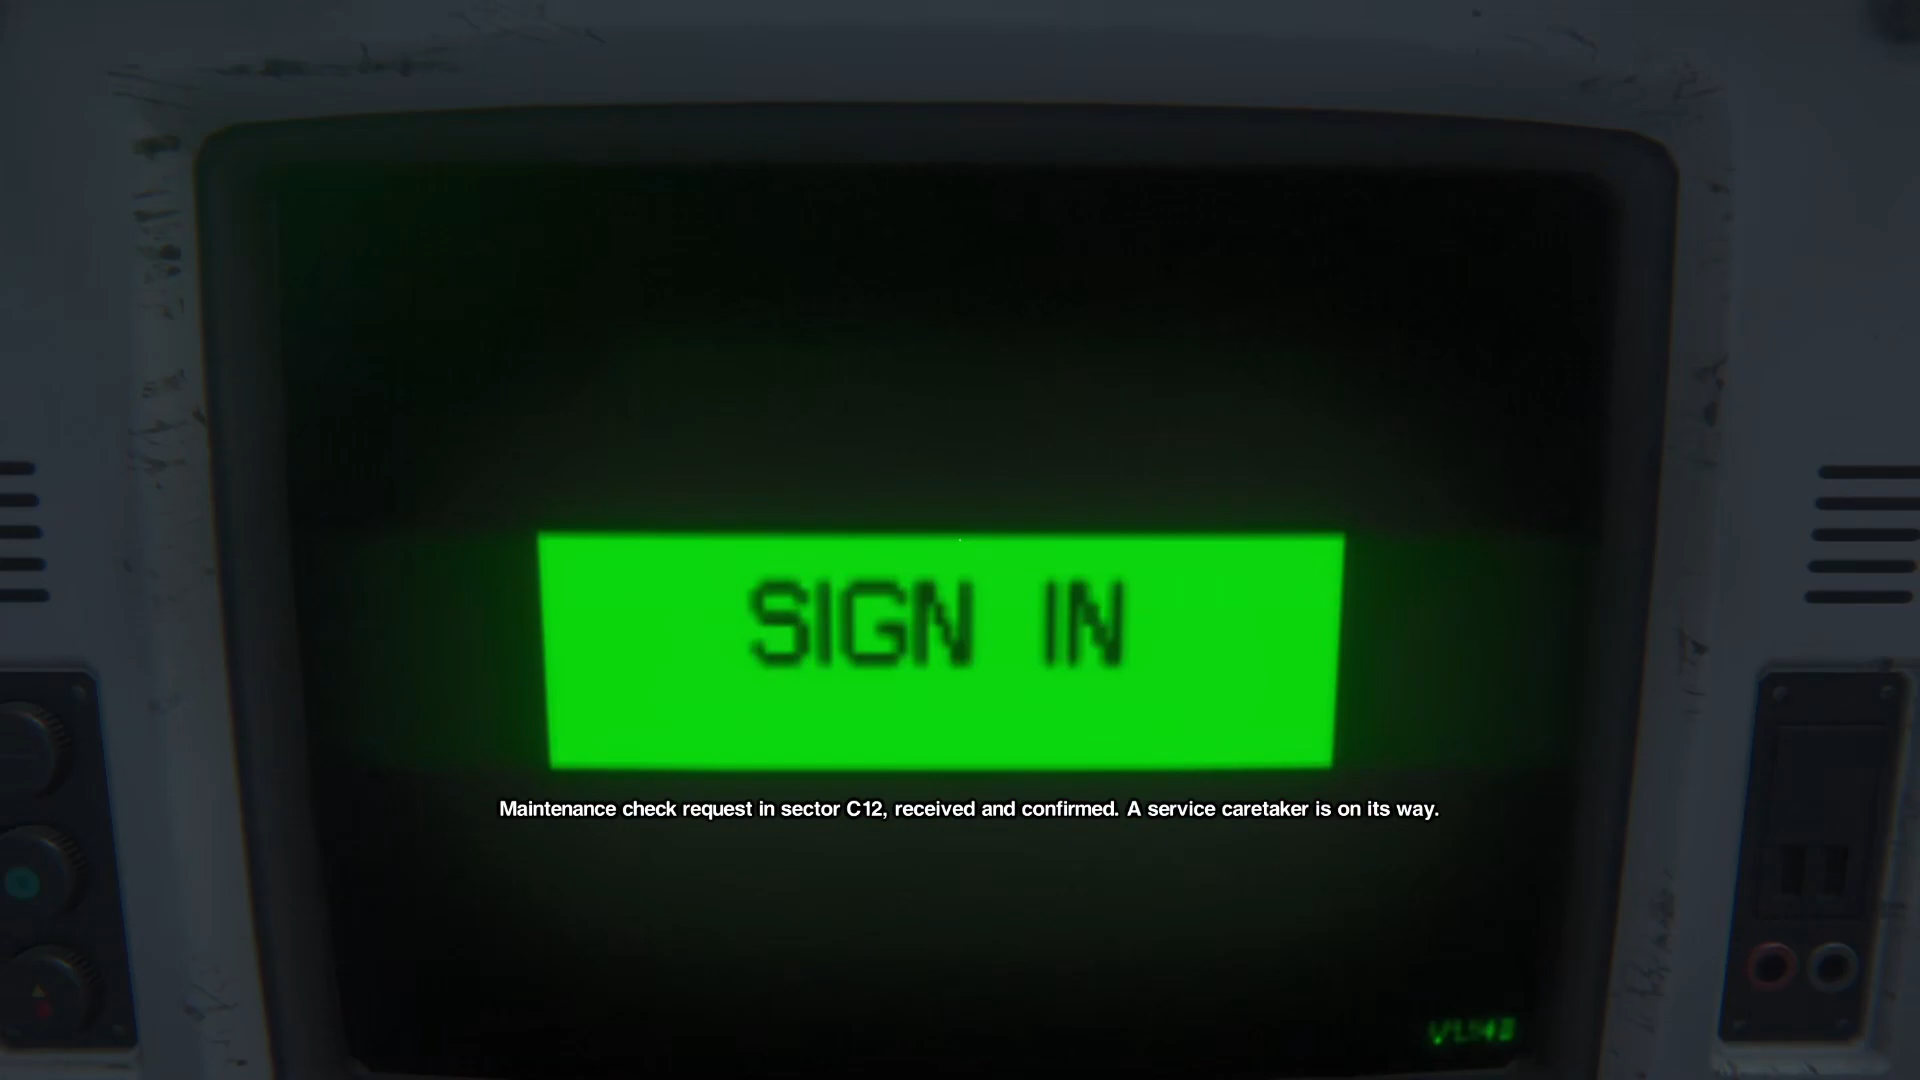 SIGN IN
Maintenance check request in sector C12, received and confirmed. A service caretaker is on its way.